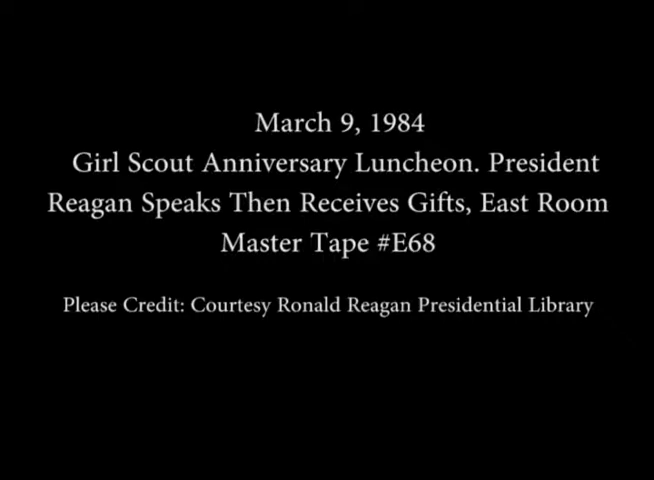 March 9, 1984
Girl Scout Anniversary Luncheon. President
Reagan Speaks Then Receives Gifts, East Room
Master Tape #E68
Please Credit: Courtesy Ronald Reagan Presidential Library